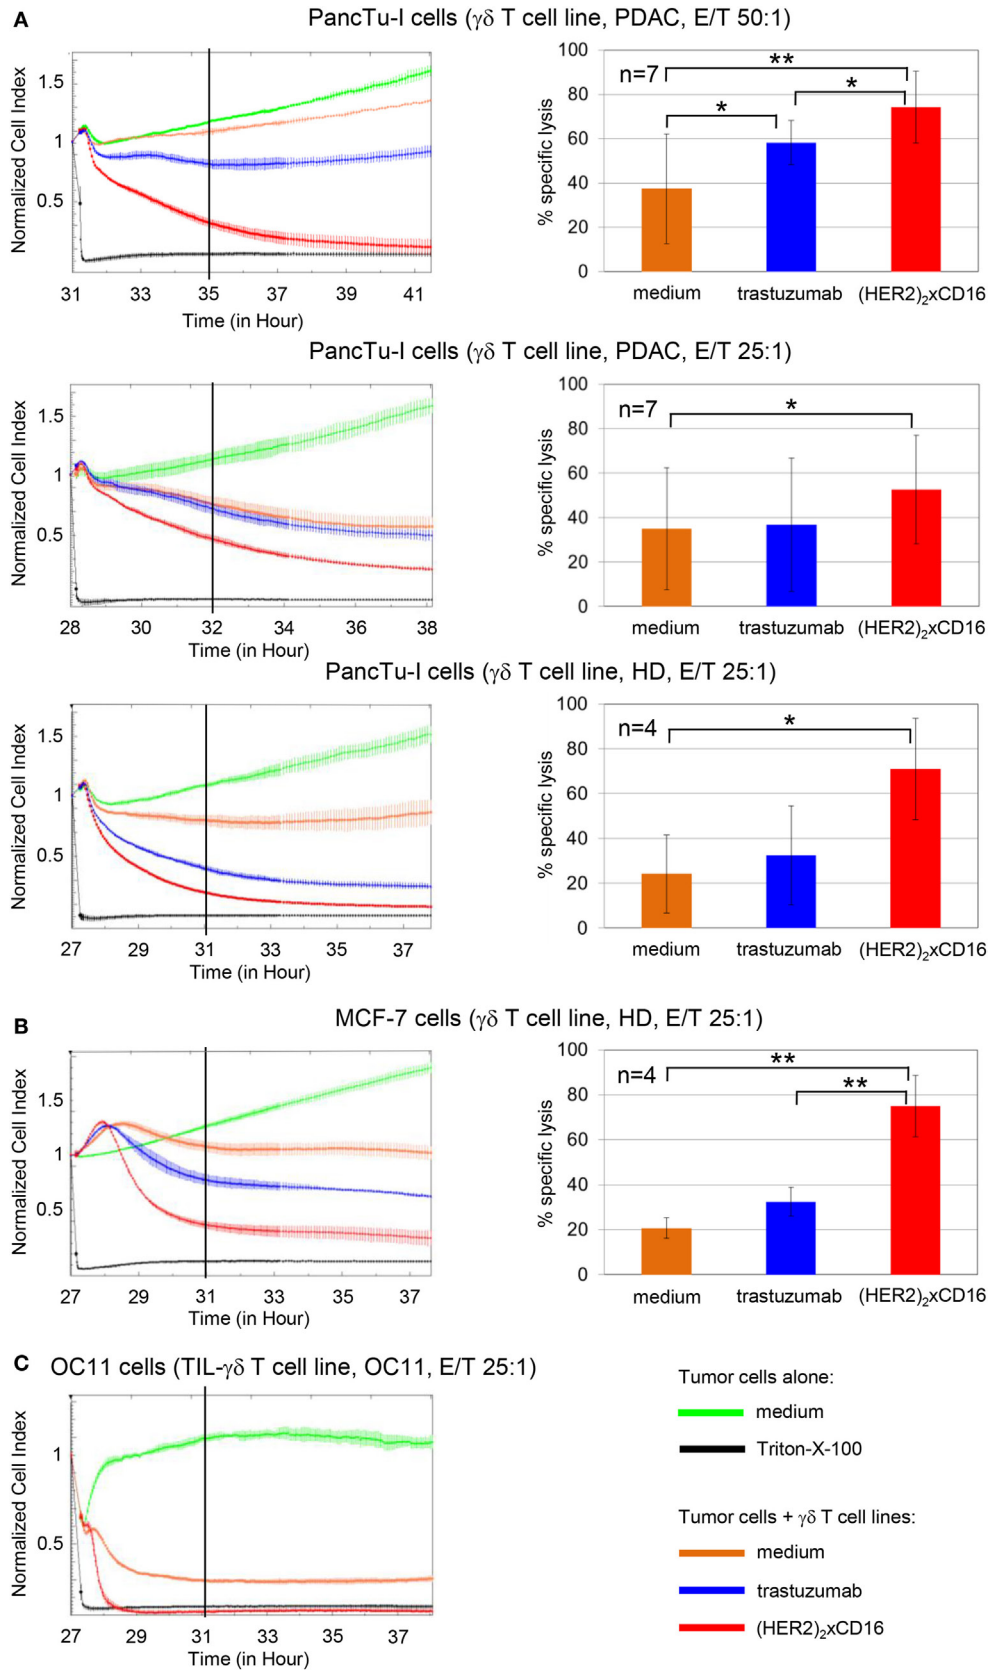 A
PancTu-I cells (γδ T cell line, PDAC, E/T 50:1)
Normalized Cell Index
1.5
1
0.5
31 33 35 37 39 41
Time (in Hour)
% specific lysis
100
80
60
40
20
0
n=7
**
*
*
medium trastuzumab (HER2)₂xCD16
PancTu-I cells (γδ T cell line, PDAC, E/T 25:1)
Normalized Cell Index
1.5
1
0.5
28 30 32 34 36 38
Time (in Hour)
% specific lysis
100
80
60
40
20
0
n=7
*
medium trastuzumab (HER2)₂xCD16
PancTu-I cells (γδ T cell line, HD, E/T 25:1)
Normalized Cell Index
1.5
1
0.5
27 29 31 33 35 37
Time (in Hour)
% specific lysis
100
80
60
40
20
0
n=4
*
medium trastuzumab (HER2)₂xCD16
B
MCF-7 cells (γδ T cell line, HD, E/T 25:1)
Normalized Cell Index
1.5
1
0.5
27 29 31 33 35 37
Time (in Hour)
% specific lysis
100
80
60
40
20
0
n=4
**
**
medium trastuzumab (HER2)₂xCD16
C
OC11 cells (TIL-γδ T cell line, OC11, E/T 25:1)
Normalized Cell Index
1
0.5
27 29 31 33 35 37
Time (in Hour)
Tumor cells alone:
medium
Triton-X-100
Tumor cells + γδ T cell lines:
medium
trastuzumab
(HER2)₂xCD16